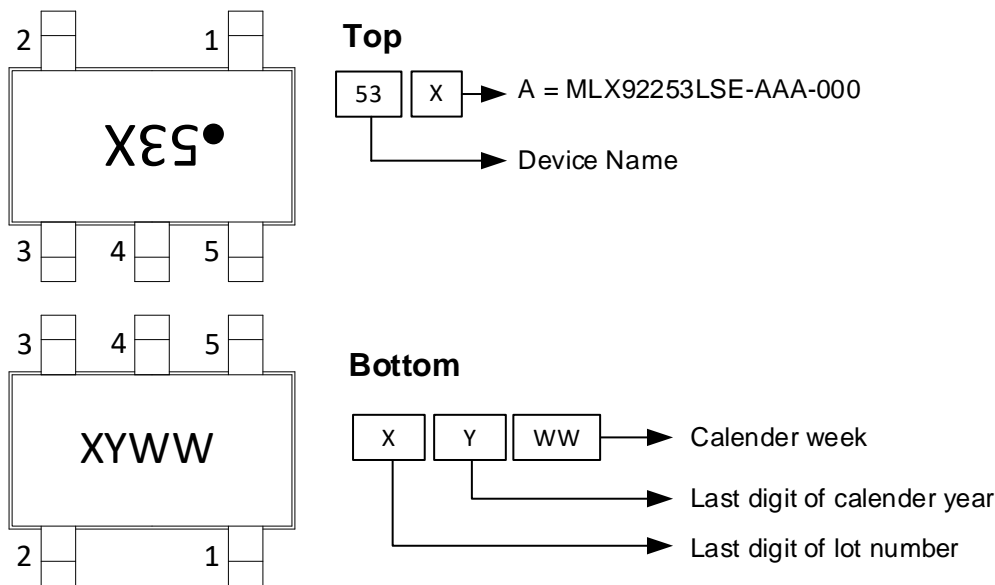 2 1
.53X
3 4 5
Top
53 X A = MLX92253LSE-AAA-000
Device Name
3 4 5
XYWW
2 1
Bottom
X Y WW Calender week
Last digit of calender year
Last digit of lot number